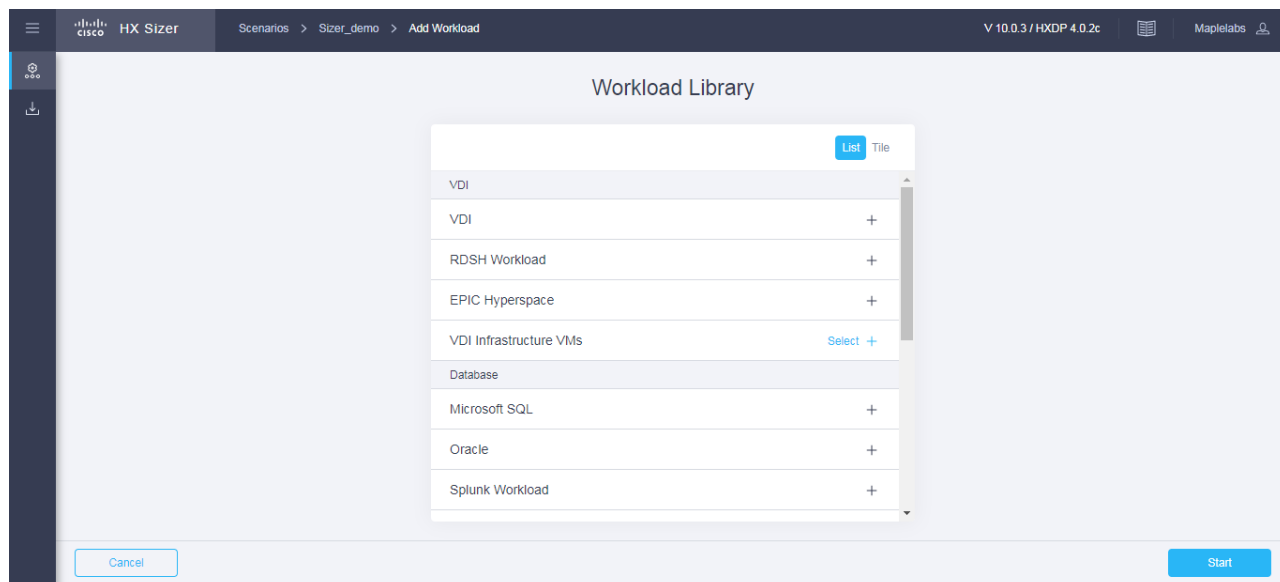 cisco HX Sizer Scenarios > Sizer_demo > Add Workload V 10.0.3 / HXDP 4.0.2c Maplelabs
Workload Library
List Tile
VDI
VDI +
RDSH Workload +
EPIC Hyperspace +
VDI Infrastructure VMs Select +
Database
Microsoft SQL +
Oracle +
Splunk Workload +
Cancel Start